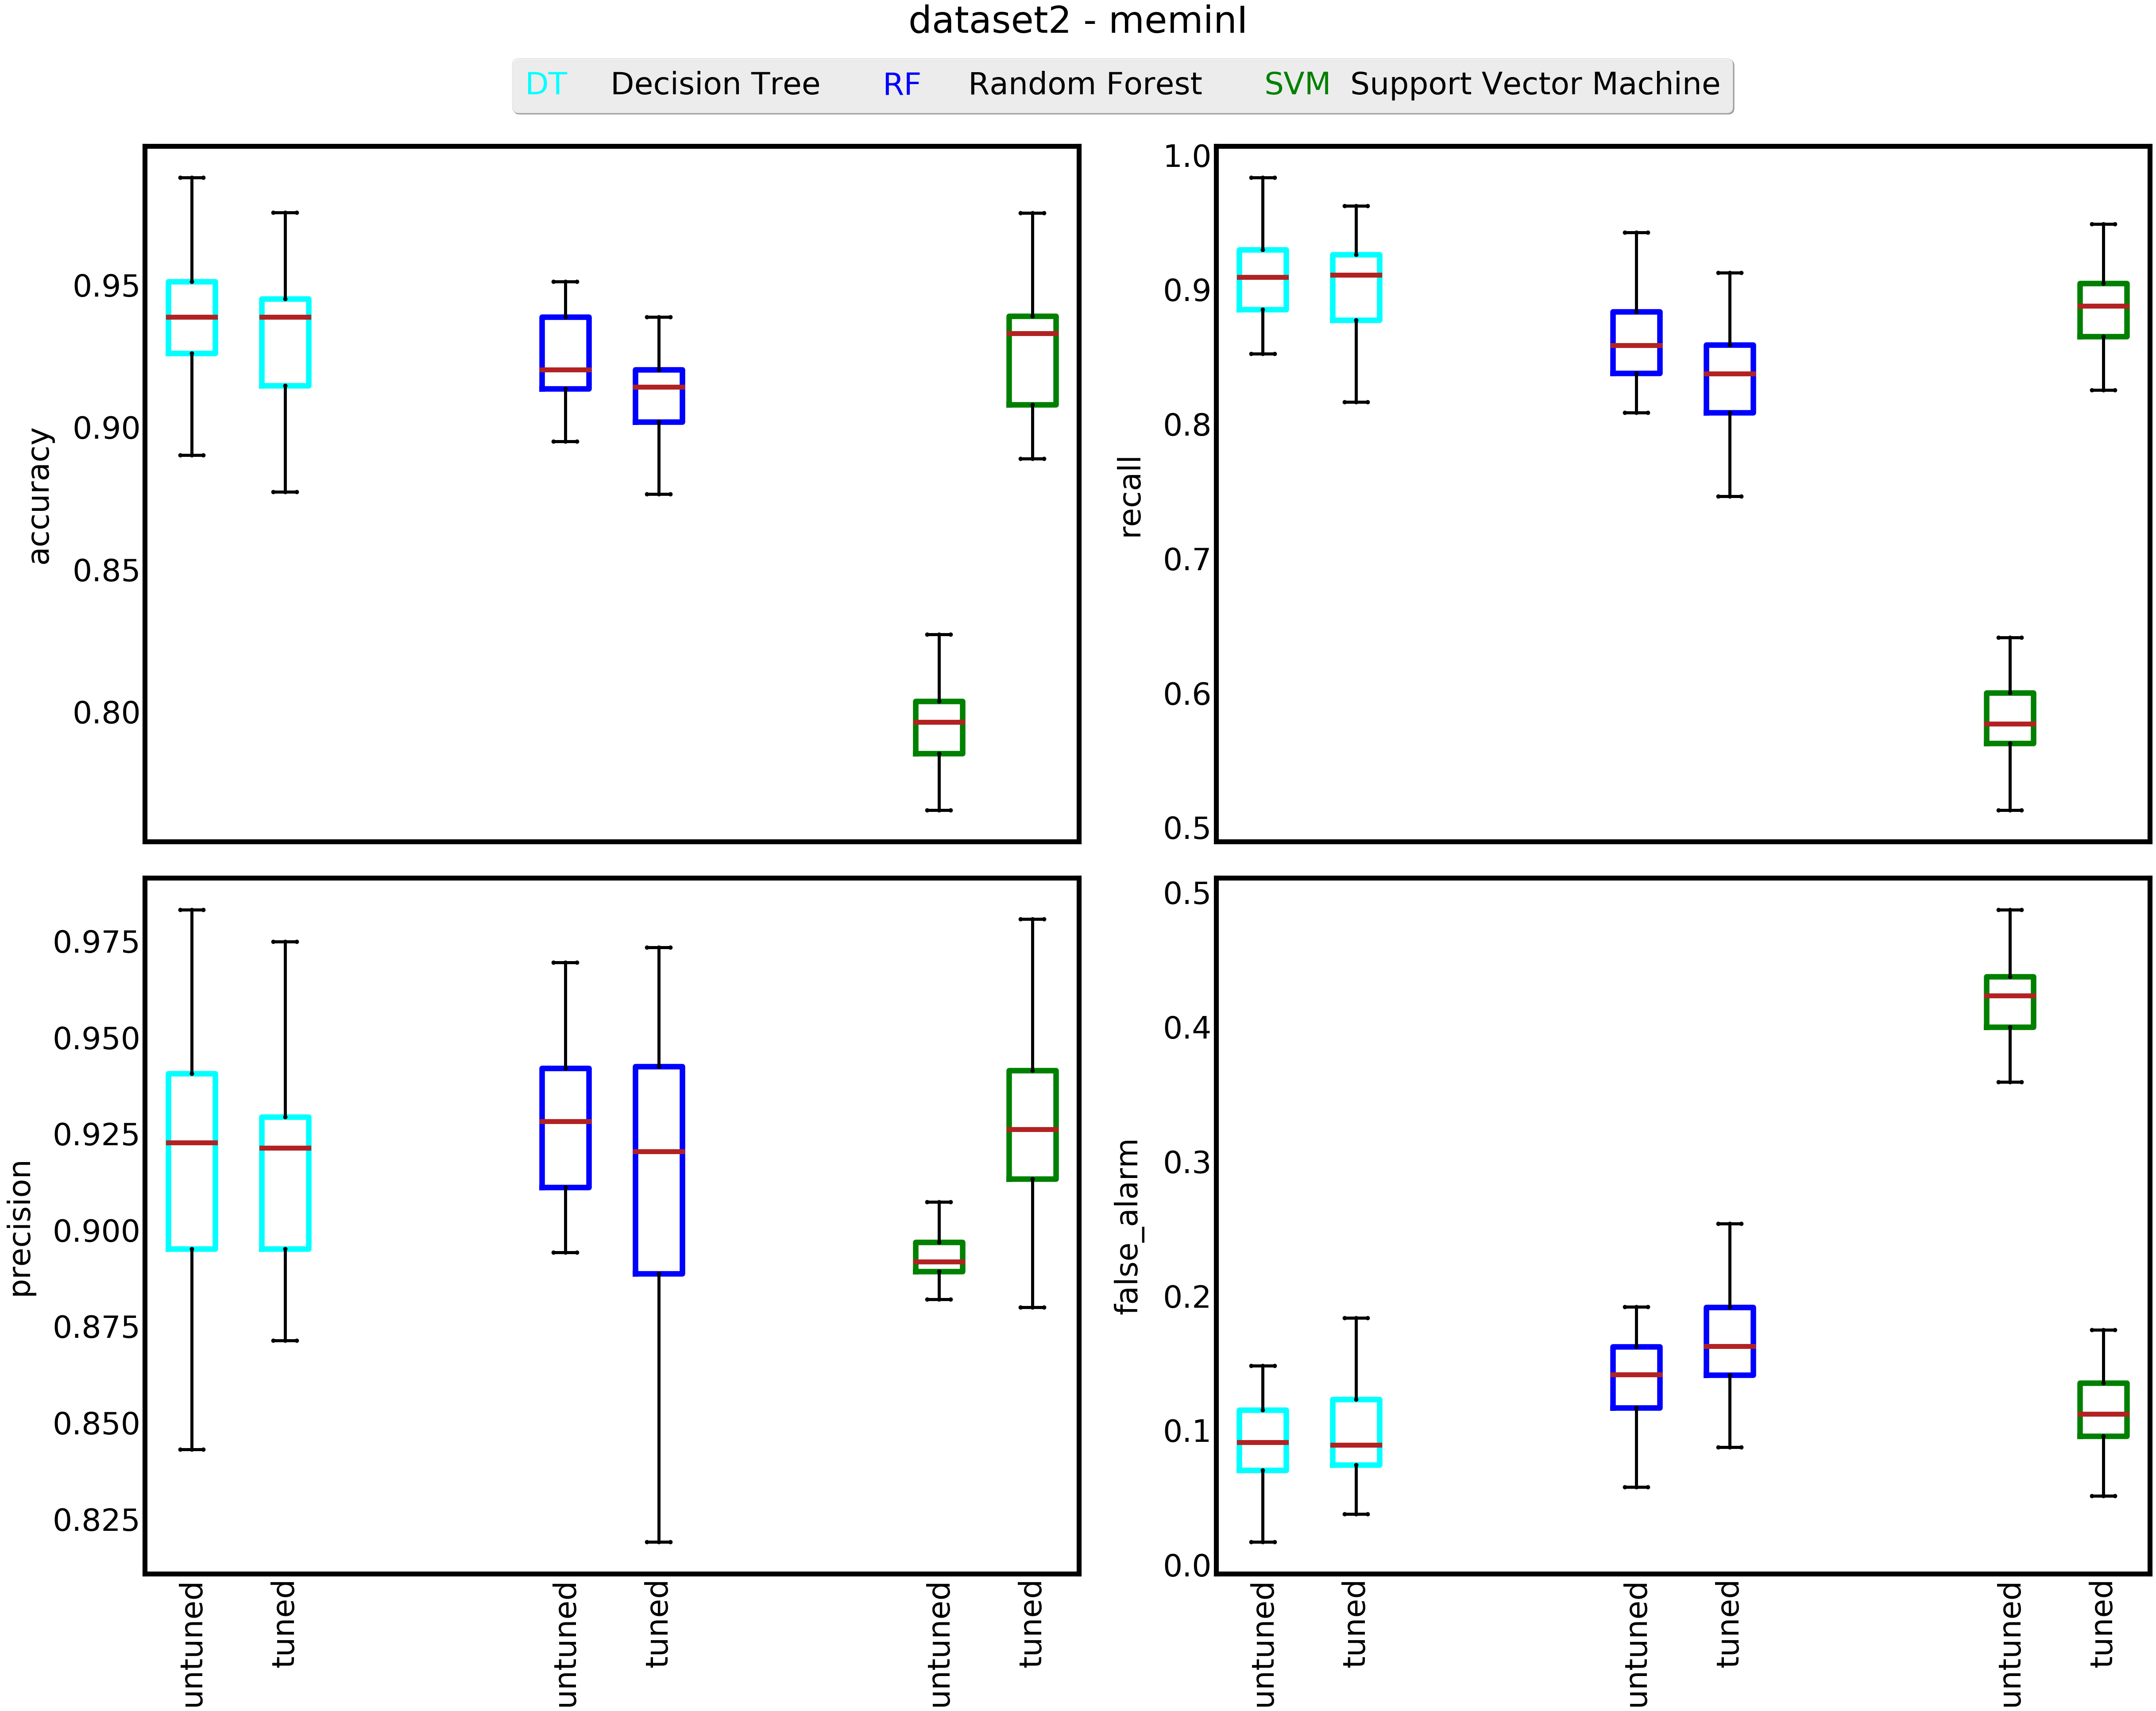 dataset2 - meminI
DT Decision Tree RF Random Forest SVM Support Vector Machine
accuracy
0.95
0.90
0.85
0.80
recall
1.0
0.9
0.8
0.7
0.6
0.5
precision
0.975
0.950
0.925
0.900
0.875
0.850
0.825
false_alarm
0.5
0.4
0.3
0.2
0.1
0.0
untuned
tuned
untuned
tuned
untuned
tuned
untuned
tuned
untuned
tuned
untuned
tuned